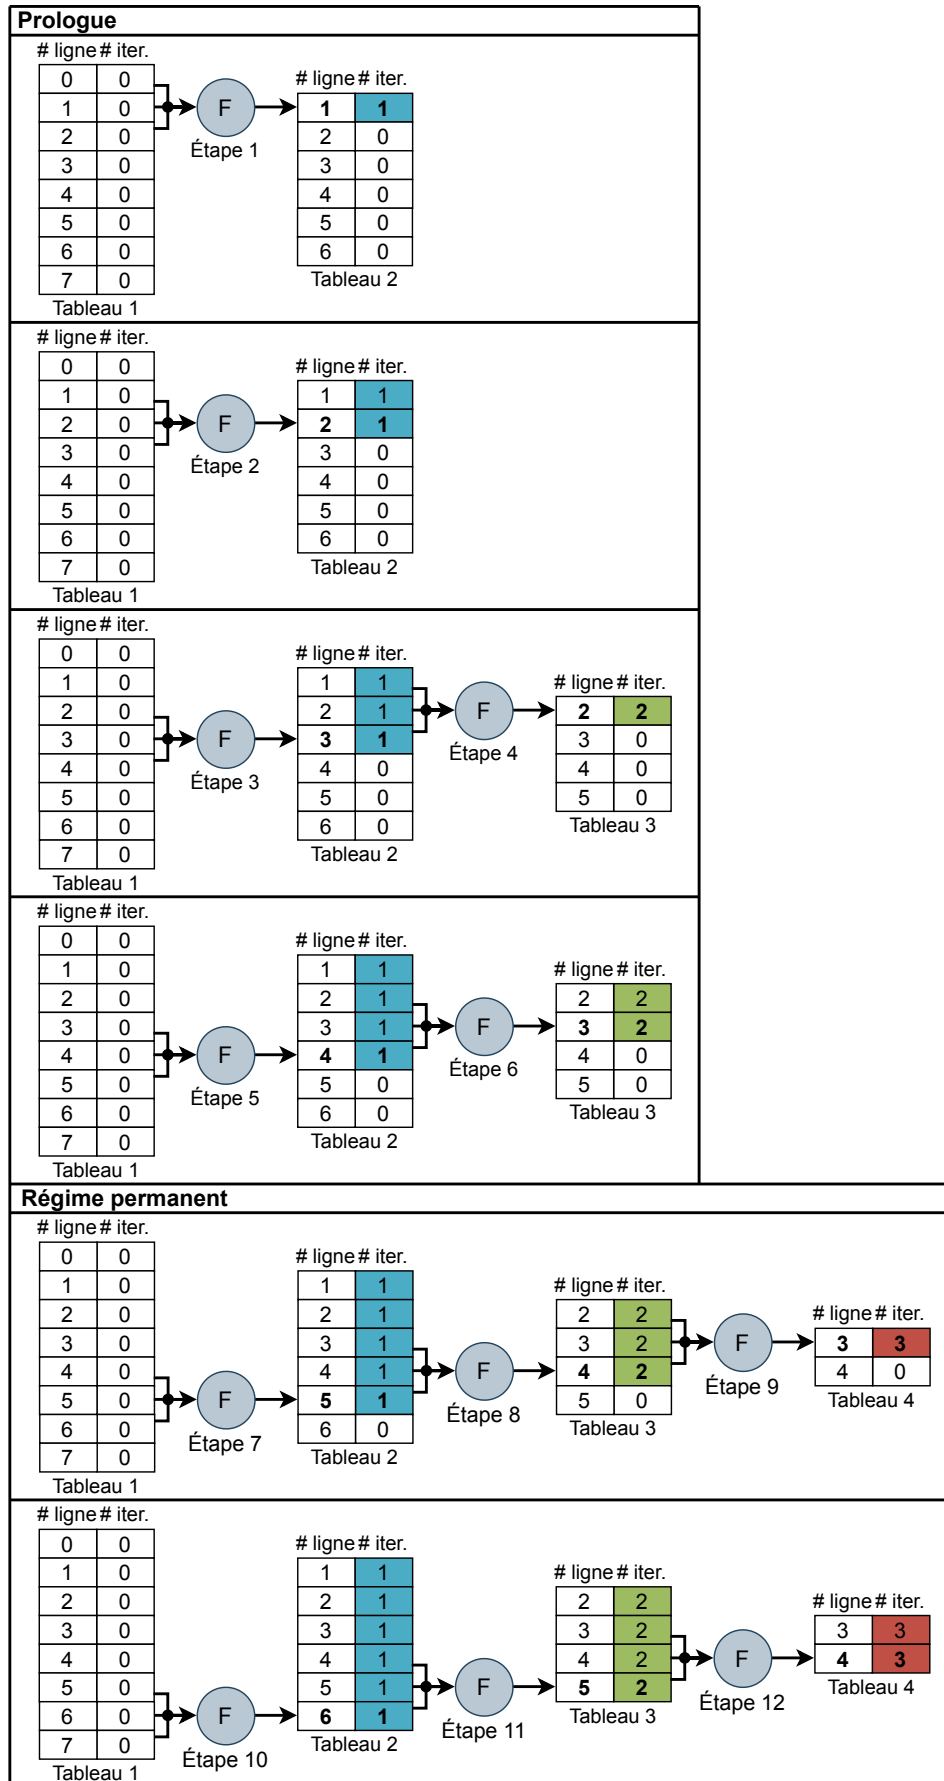 Prologue
# ligne # iter.
0 0
1 0
2 0
3 0
4 0
5 0
6 0
7 0
Tableau 1
F
Étape 1
# ligne # iter.
1 1
2 0
3 0
4 0
5 0
6 0
Tableau 2
# ligne # iter.
0 0
1 0
2 0
3 0
4 0
5 0
6 0
7 0
Tableau 1
F
Étape 2
# ligne # iter.
1 1
2 1
3 0
4 0
5 0
6 0
Tableau 2
# ligne # iter.
0 0
1 0
2 0
3 0
4 0
5 0
6 0
7 0
Tableau 1
F
Étape 3
# ligne # iter.
1 1
2 1
3 1
4 0
5 0
6 0
Tableau 2
F
Étape 4
# ligne # iter.
2 2
3 0
4 0
5 0
Tableau 3
# ligne # iter.
0 0
1 0
2 0
3 0
4 0
5 0
6 0
7 0
Tableau 1
F
Étape 5
# ligne # iter.
1 1
2 1
3 1
4 1
5 0
6 0
Tableau 2
F
Étape 6
# ligne # iter.
2 2
3 2
4 0
5 0
Tableau 3
Régime permanent
# ligne # iter.
0 0
1 0
2 0
3 0
4 0
5 0
6 0
7 0
Tableau 1
F
Étape 7
# ligne # iter.
1 1
2 1
3 1
4 1
5 1
6 0
Tableau 2
F
Étape 8
# ligne # iter.
2 2
3 2
4 2
5 0
Tableau 3
F
Étape 9
# ligne # iter.
3 3
4 0
Tableau 4
# ligne # iter.
0 0
1 0
2 0
3 0
4 0
5 0
6 0
7 0
Tableau 1
F
Étape 10
# ligne # iter.
1 1
2 1
3 1
4 1
5 1
6 1
Tableau 2
F
Étape 11
# ligne # iter.
2 2
3 2
4 2
5 2
Tableau 3
F
Étape 12
# ligne # iter.
3 3
4 3
Tableau 4